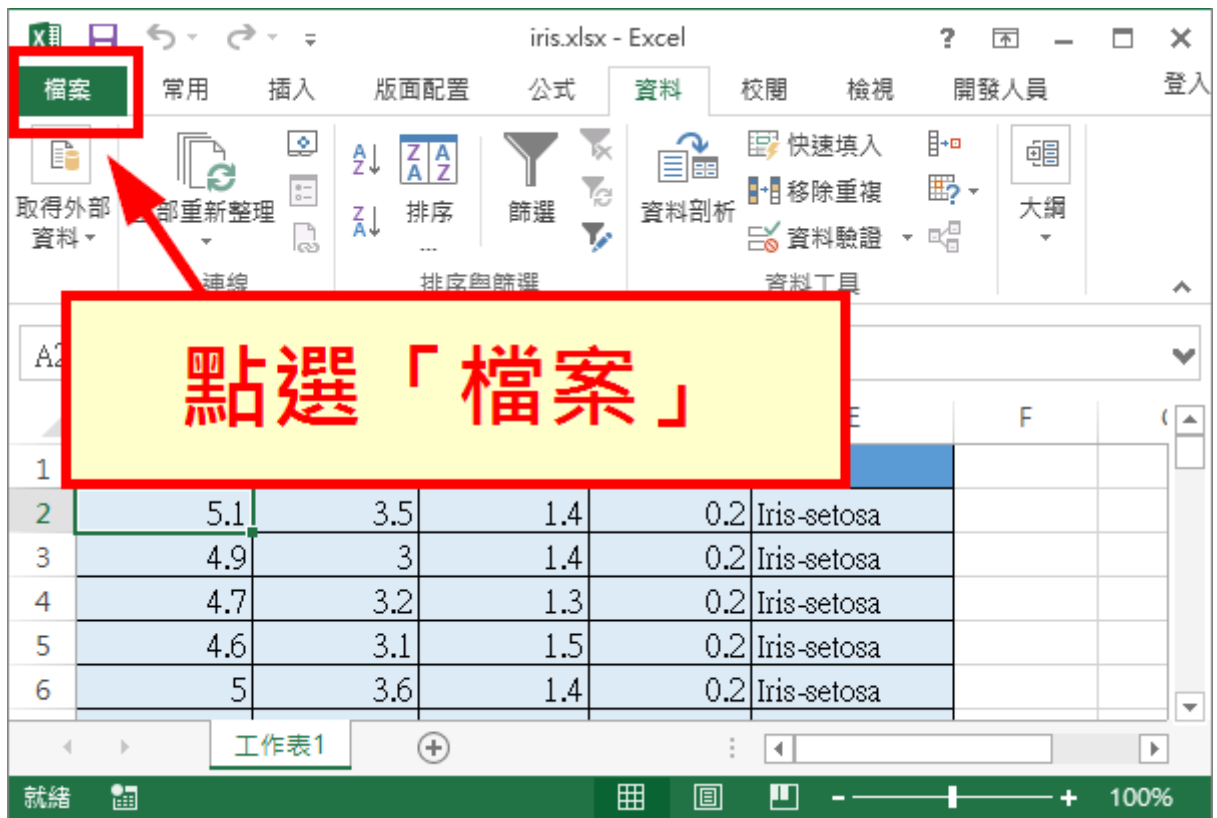 iris.xlsx - Excel
檔案 常用 插入 版面配置 公式 資料 校閱 檢視 開發人員 登入
取得外部 部重新整理 排序 篩選 資料剖析 快速填入 移除重複 資料驗證 大綱
資料 ...
連線 排序與篩選 資料工具
點選「檔案」
E F
1
2 5.1 3.5 1.4 0.2 Iris-setosa
3 4.9 3 1.4 0.2 Iris-setosa
4 4.7 3.2 1.3 0.2 Iris-setosa
5 4.6 3.1 1.5 0.2 Iris-setosa
6 5 3.6 1.4 0.2 Iris-setosa
工作表1
就緒 100%